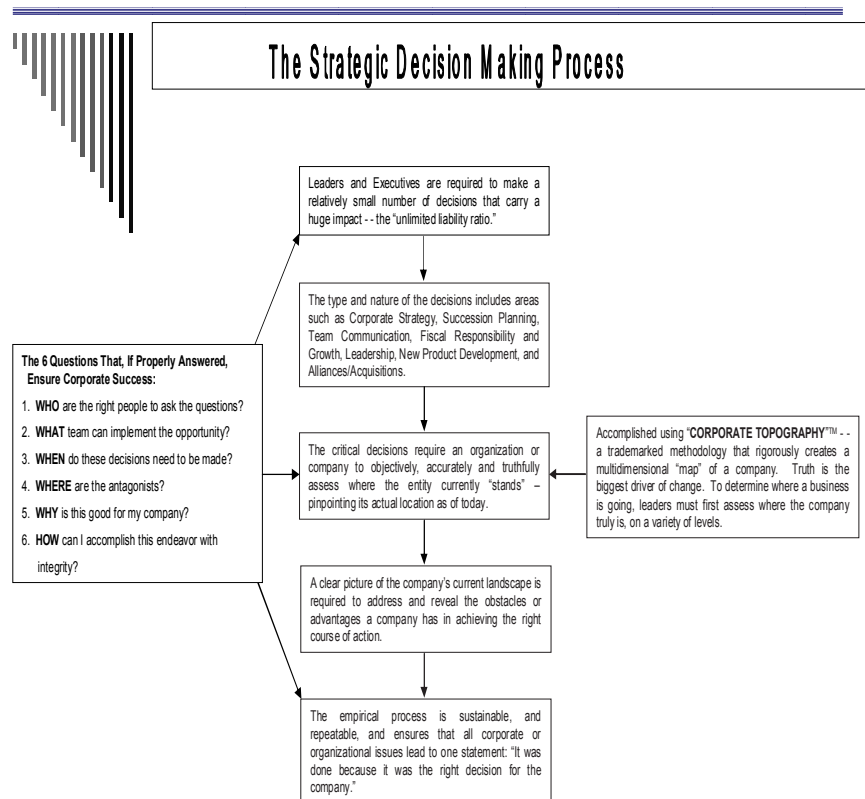 The Strategic Decision Making Process
Leaders and Executives are required to make a
relatively small number of decisions that carry a
huge impact - - the “unlimited liability ratio.”
The type and nature of the decisions includes areas
such as Corporate Strategy, Succession Planning,
Team Communication, Fiscal Responsibility and
Growth, Leadership, New Product Development, and
Alliances/Acquisitions.
The 6 Questions That, If Properly Answered,
Ensure Corporate Success:
1. WHO are the right people to ask the questions?
2. WHAT team can implement the opportunity?
3. WHEN do these decisions need to be made?
4. WHERE are the antagonists?
5. WHY is this good for my company?
6. HOW can I accomplish this endeavor with
integrity?
The critical decisions require an organization or
company to objectively, accurately and truthfully
assess where the entity currently “stands” –
pinpointing its actual location as of today.
Accomplished using “CORPORATE TOPOGRAPHY”™ - -
a trademarked methodology that rigorously creates a
multidimensional “map” of a company. Truth is the
biggest driver of change. To determine where a business
is going, leaders must first assess where the company
truly is, on a variety of levels.
A clear picture of the company’s current landscape is
required to address and reveal the obstacles or
advantages a company has in achieving the right
course of action.
The empirical process is sustainable, and
repeatable, and ensures that all corporate or
organizational issues lead to one statement: “It was
done because it was the right decision for the
company.”